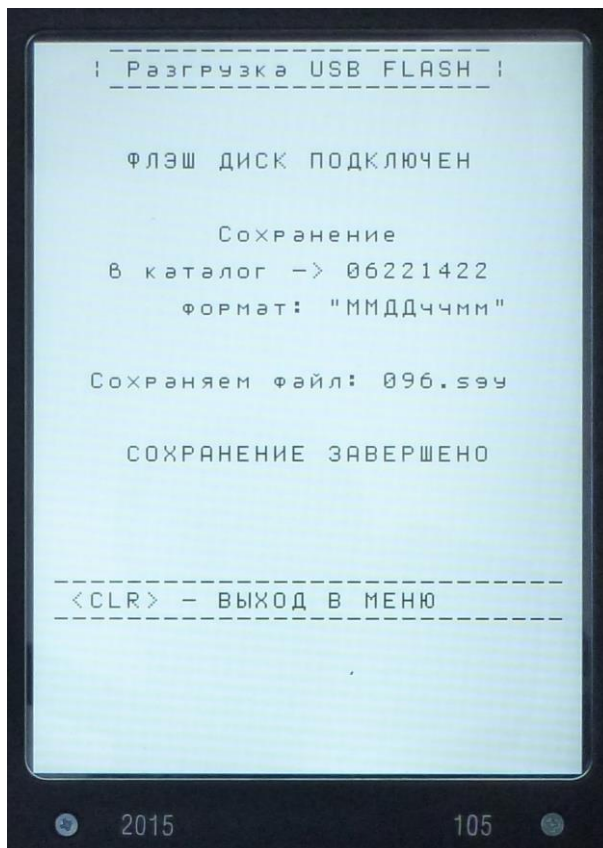 ¦ Разгрузка USB FLASH ¦
ФЛЭШ ДИСК ПОДКЛЮЧЕН
Сохранение
в каталог -> 06221422
формат: "ММДДччмм"
Сохраняем файл: 096.sgy
СОХРАНЕНИЕ ЗАВЕРШЕНО
<CLR> - ВЫХОД В МЕНЮ
2015 105